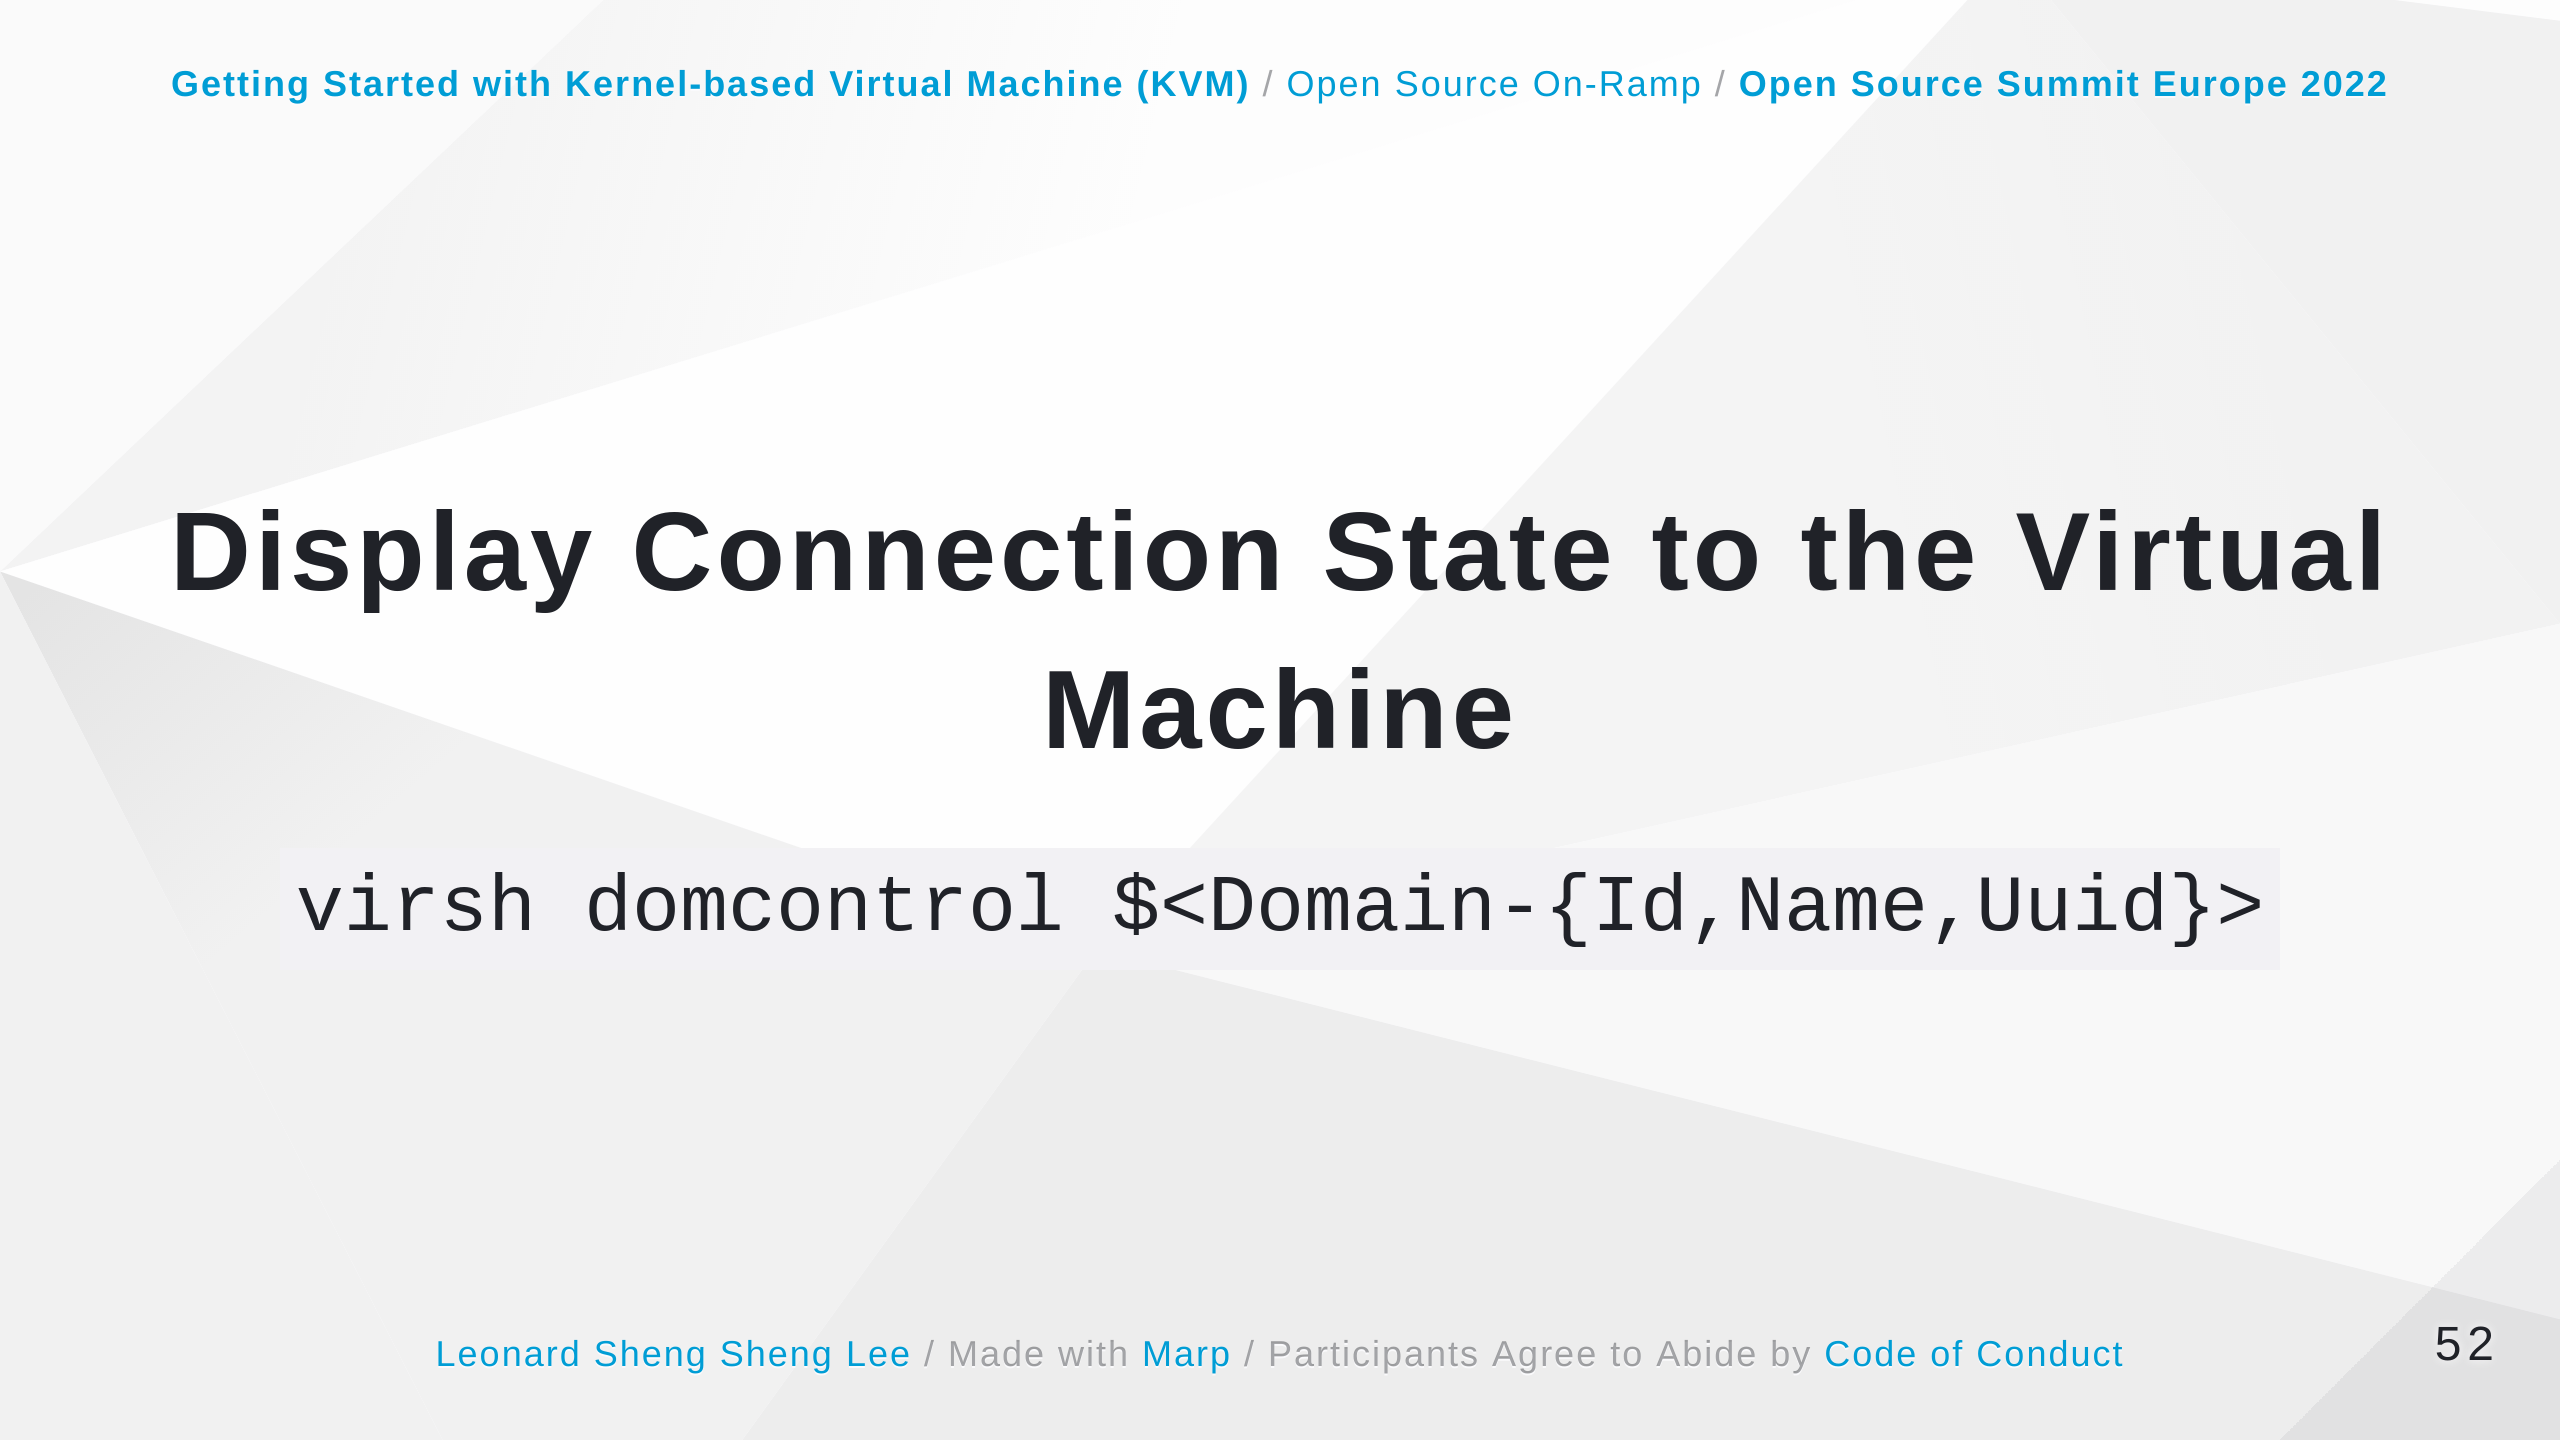 Getting Started with Kernel-based Virtual Machine (KVM) / Open Source On-Ramp / Open Source Summit Europe 2022
Display Connection State to the Virtual
Machine
virsh domcontrol $<Domain-{Id,Name,Uuid}>
Leonard Sheng Sheng Lee / Made with Marp / Participants Agree to Abide by Code of Conduct
52